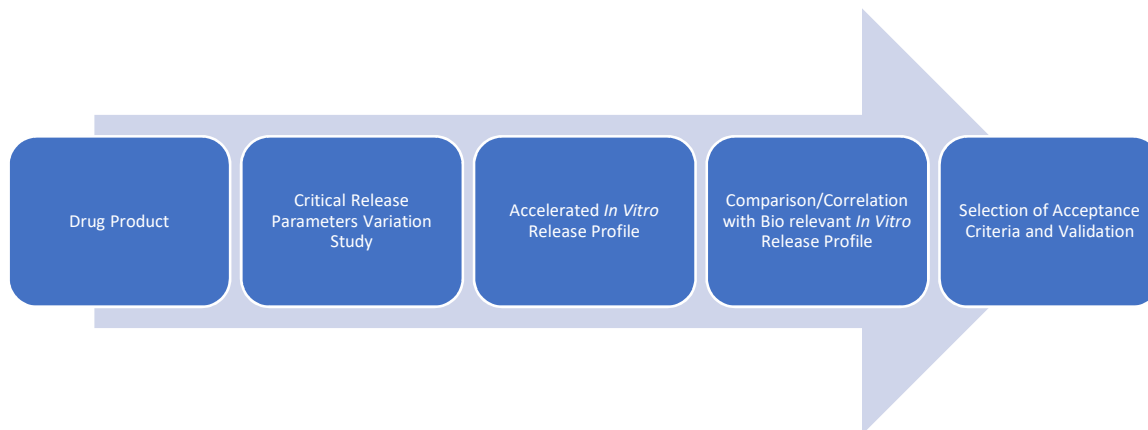 Drug Product
Critical Release
Parameters Variation
Study
Accelerated In Vitro
Release Profile
Comparison/Correlation
with Bio relevant In Vitro
Release Profile
Selection of Acceptance
Criteria and Validation